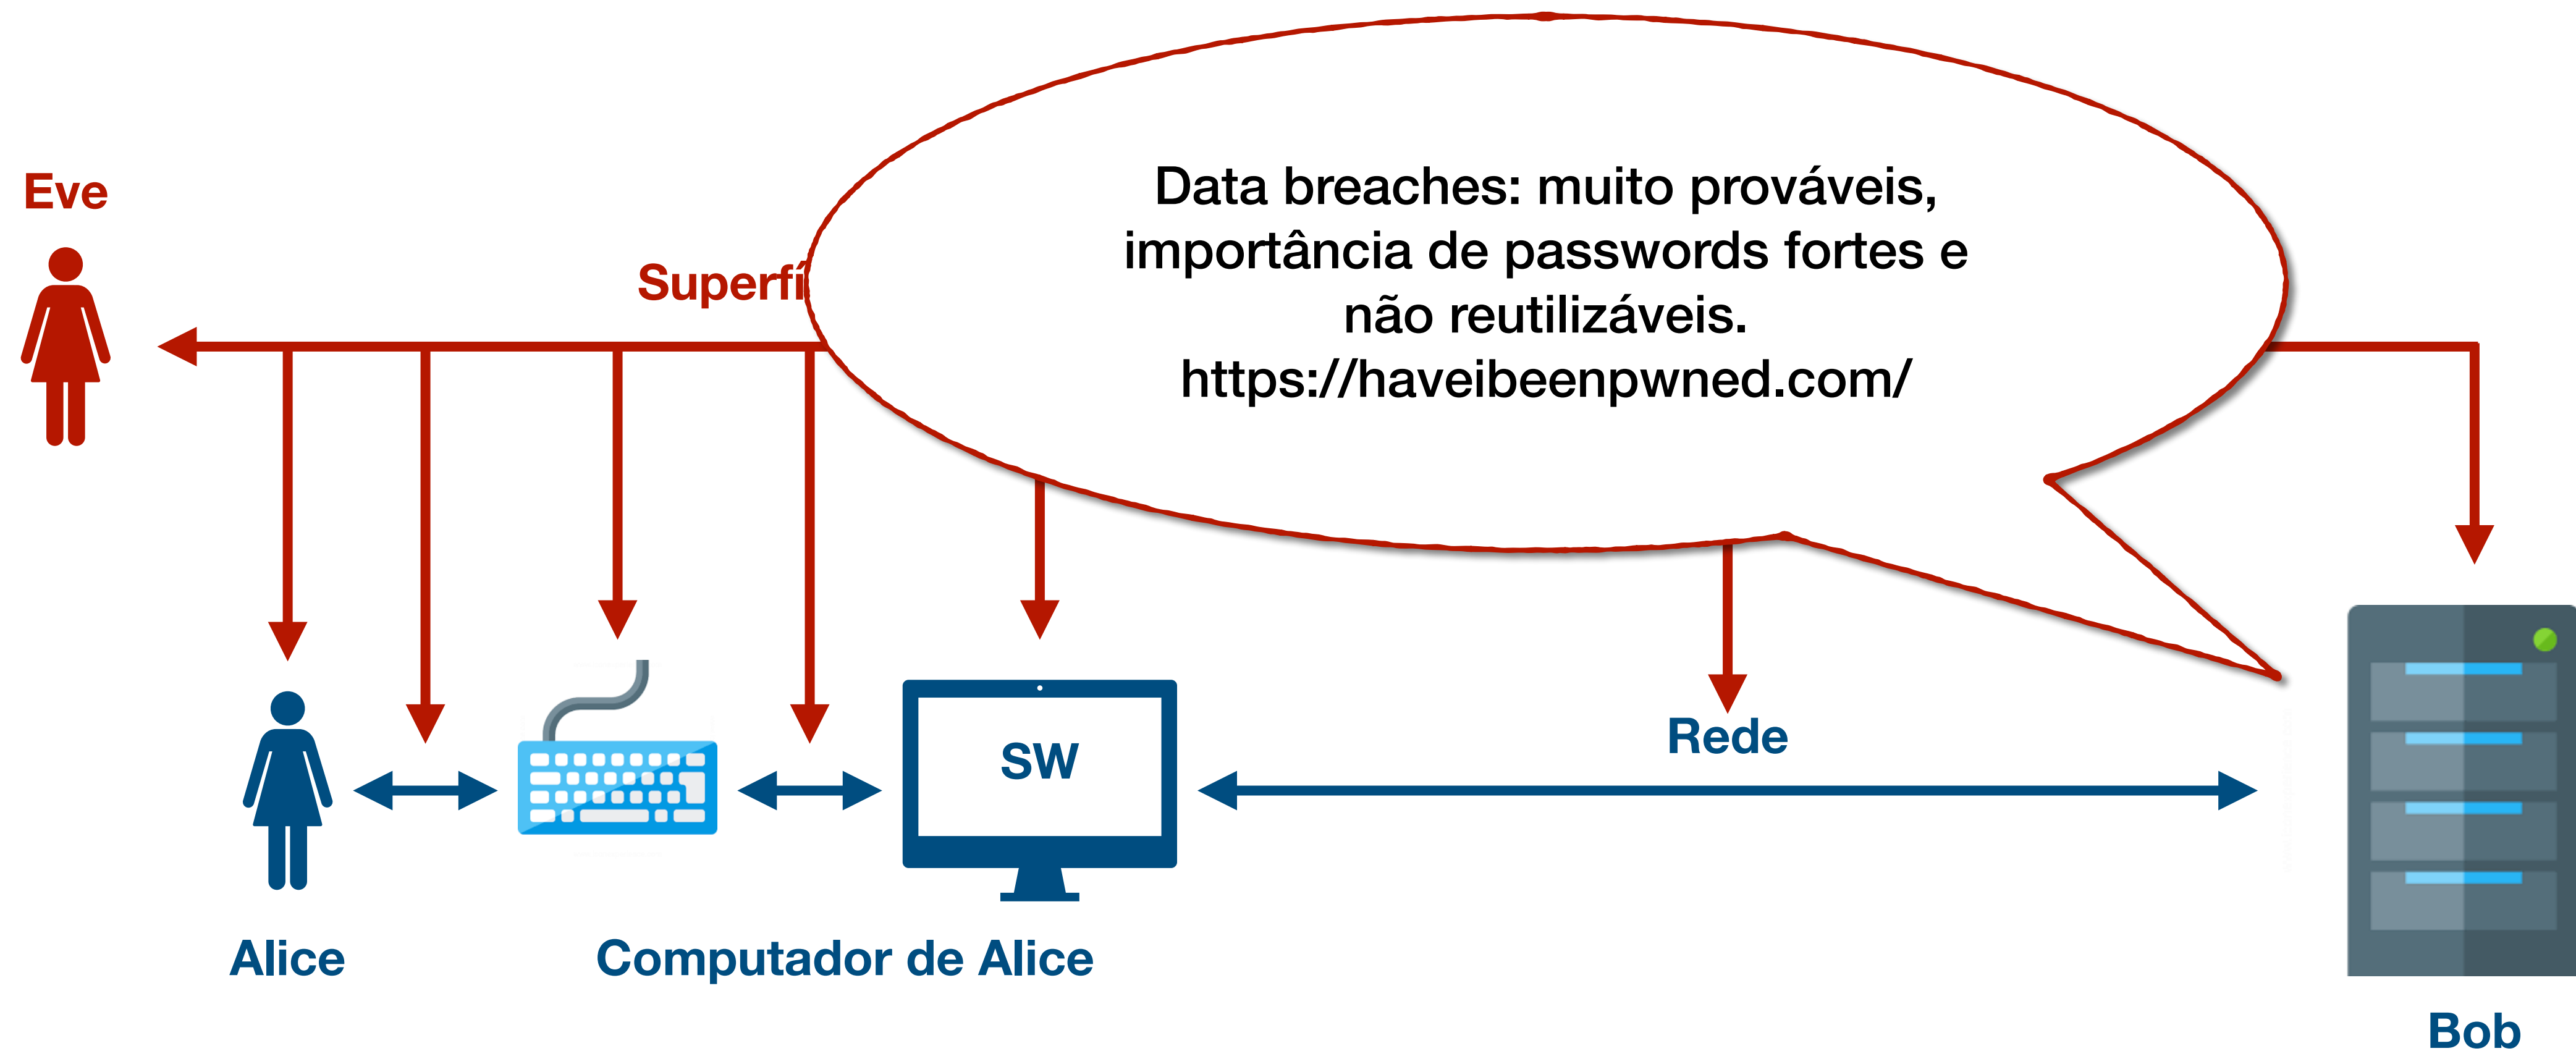 Data breaches: muito prováveis,
importância de passwords fortes e
não reutilizáveis.
https://haveibeenpwned.com/
Eve
Superfí
SW
Rede
Alice
Computador de Alice
Bob